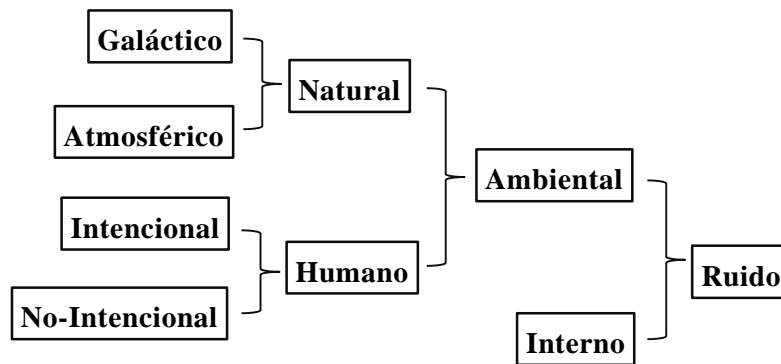 Galáctico
Natural
Atmosférico
Ambiental
Intencional
Humano
Ruido
No-Intencional
Interno